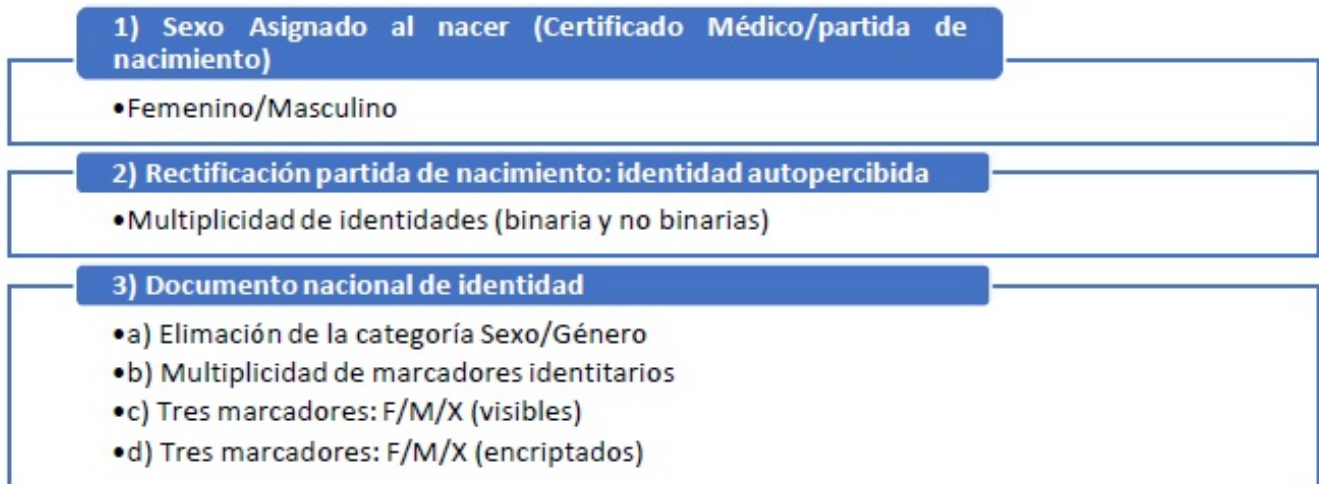 1) Sexo Asignado al nacer (Certificado Médico/partida de
nacimiento)
•Femenino/Masculino
2) Rectificación partida de nacimiento: identidad autopercibida
•Multiplicidad de identidades (binaria y no binarias)
3) Documento nacional de identidad
•a) Elimación de la categoría Sexo/Género
•b) Multiplicidad de marcadores identitarios
•c) Tres marcadores: F/M/X (visibles)
•d) Tres marcadores: F/M/X (encriptados)